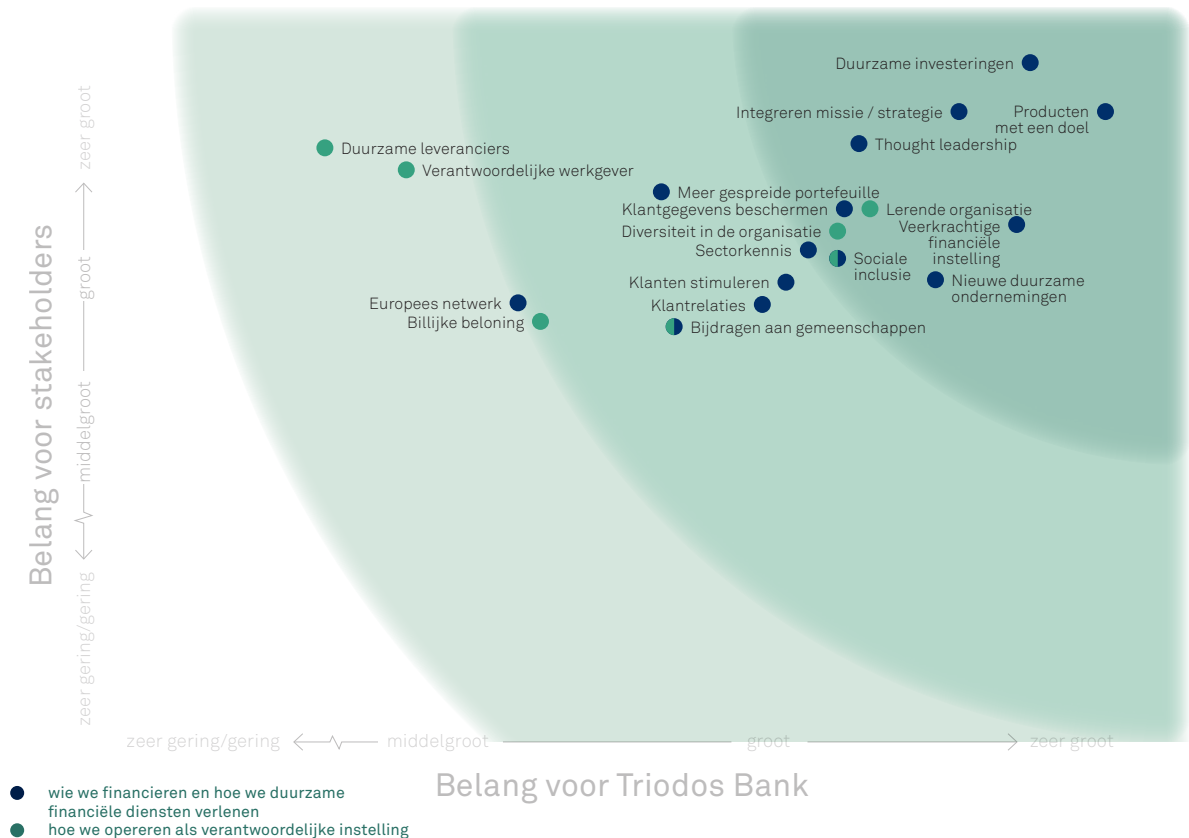 Duurzame investeringen
Integreren missie / strategie
Producten
met een doel
Thought leadership
Duurzame leveranciers
Verantwoordelijke werkgever
Meer gespreide portefeuille
Klantgegevens beschermen
Lerende organisatie
Veerkrachtige
financiële
instelling
Diversiteit in de organisatie
Sectorkennis
Sociale
inclusie
Klanten stimuleren
Nieuwe duurzame
ondernemingen
Europees netwerk
Klantrelaties
Billijke beloning
Bijdragen aan gemeenschappen
Belang voor stakeholders
zeer groot
groot
middelgroot
zeer gering/gering
zeer gering/gering
middelgroot
groot
zeer groot
Belang voor Triodos Bank
wie we financieren en hoe we duurzame
financiële diensten verlenen
hoe we opereren als verantwoordelijke instelling